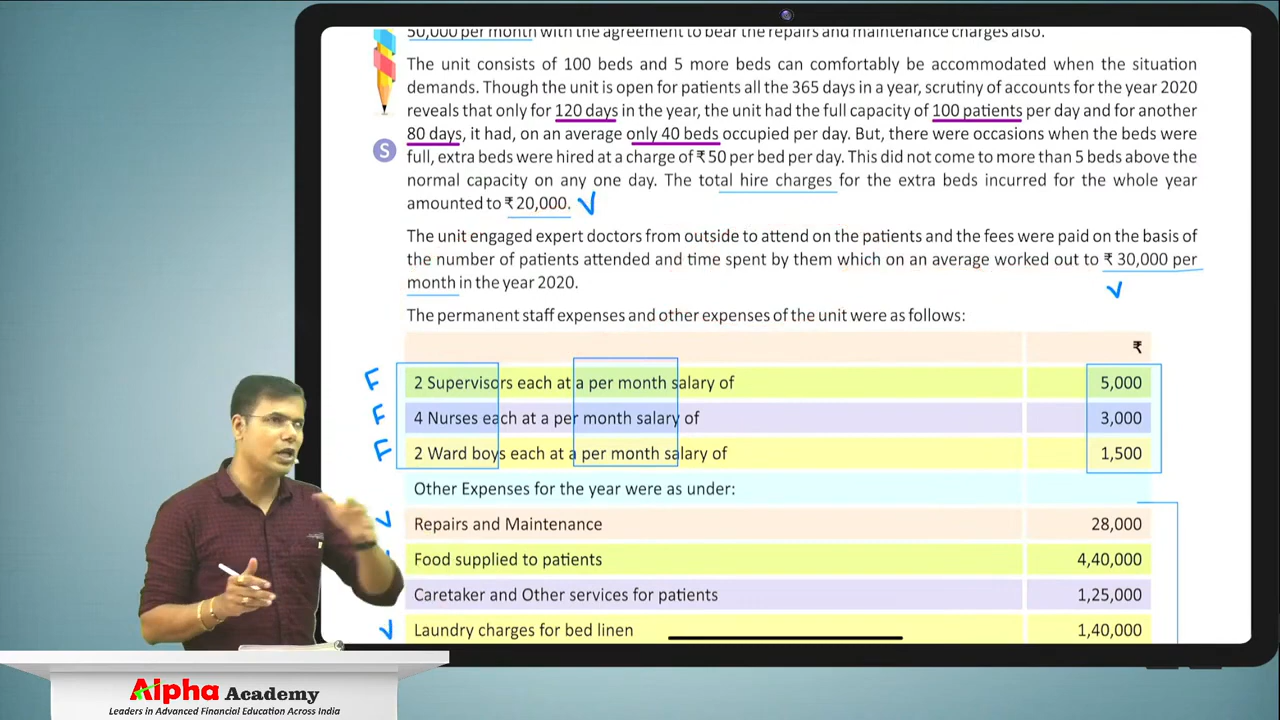 50,000 per month with the agreement to bear the repairs and maintenance charges also.
The unit consists of 100 beds and 5 more beds can comfortably be accommodated when the situation
demands. Though the unit is open for patients all the 365 days in a year, scrutiny of accounts for the year 2020
reveals that only for 120 days in the year, the unit had the full capacity of 100 patients per day and for another
80 days, it had, on an average only 40 beds occupied per day. But, there were occasions when the beds were
S
full, extra beds were hired at a charge of ₹ 50 per bed per day. This did not come to more than 5 beds above the
normal capacity on any one day. The total hire charges for the extra beds incurred for the whole year
amounted to ₹ 20,000.
The unit engaged expert doctors from outside to attend on the patients and the fees were paid on the basis of
the number of patients attended and time spent by them which on an average worked out to ₹ 30,000 per
month in the year 2020.
The permanent staff expenses and other expenses of the unit were as follows:
₹
F 2 Supervisors each at a per month salary of 5,000
F 4 Nurses each at a per month salary of 3,000
F 2 Ward boys each at a per month salary of 1,500
Other Expenses for the year were as under:
Repairs and Maintenance 28,000
Food supplied to patients 4,40,000
Caretaker and Other services for patients 1,25,000
Laundry charges for bed linen 1,40,000
Alpha Academy
Leaders in Advanced Financial Education Across India